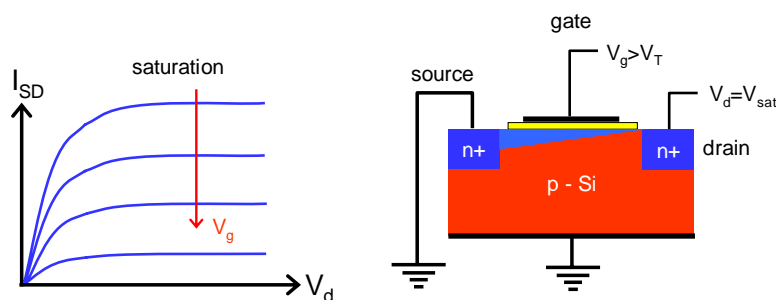 I_SD
saturation
V_g
V_d
gate
V_g>V_T
source
V_d=V_sat
n+
n+
drain
p - Si